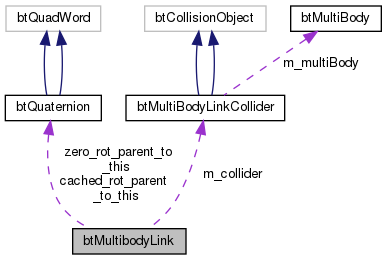 btQuadWord
btCollisionObject
btMultiBody
m_multiBody
btQuaternion
btMultiBodyLinkCollider
zero_rot_parent_to
_this
cached_rot_parent
_to_this
m_collider
btMultibodyLink